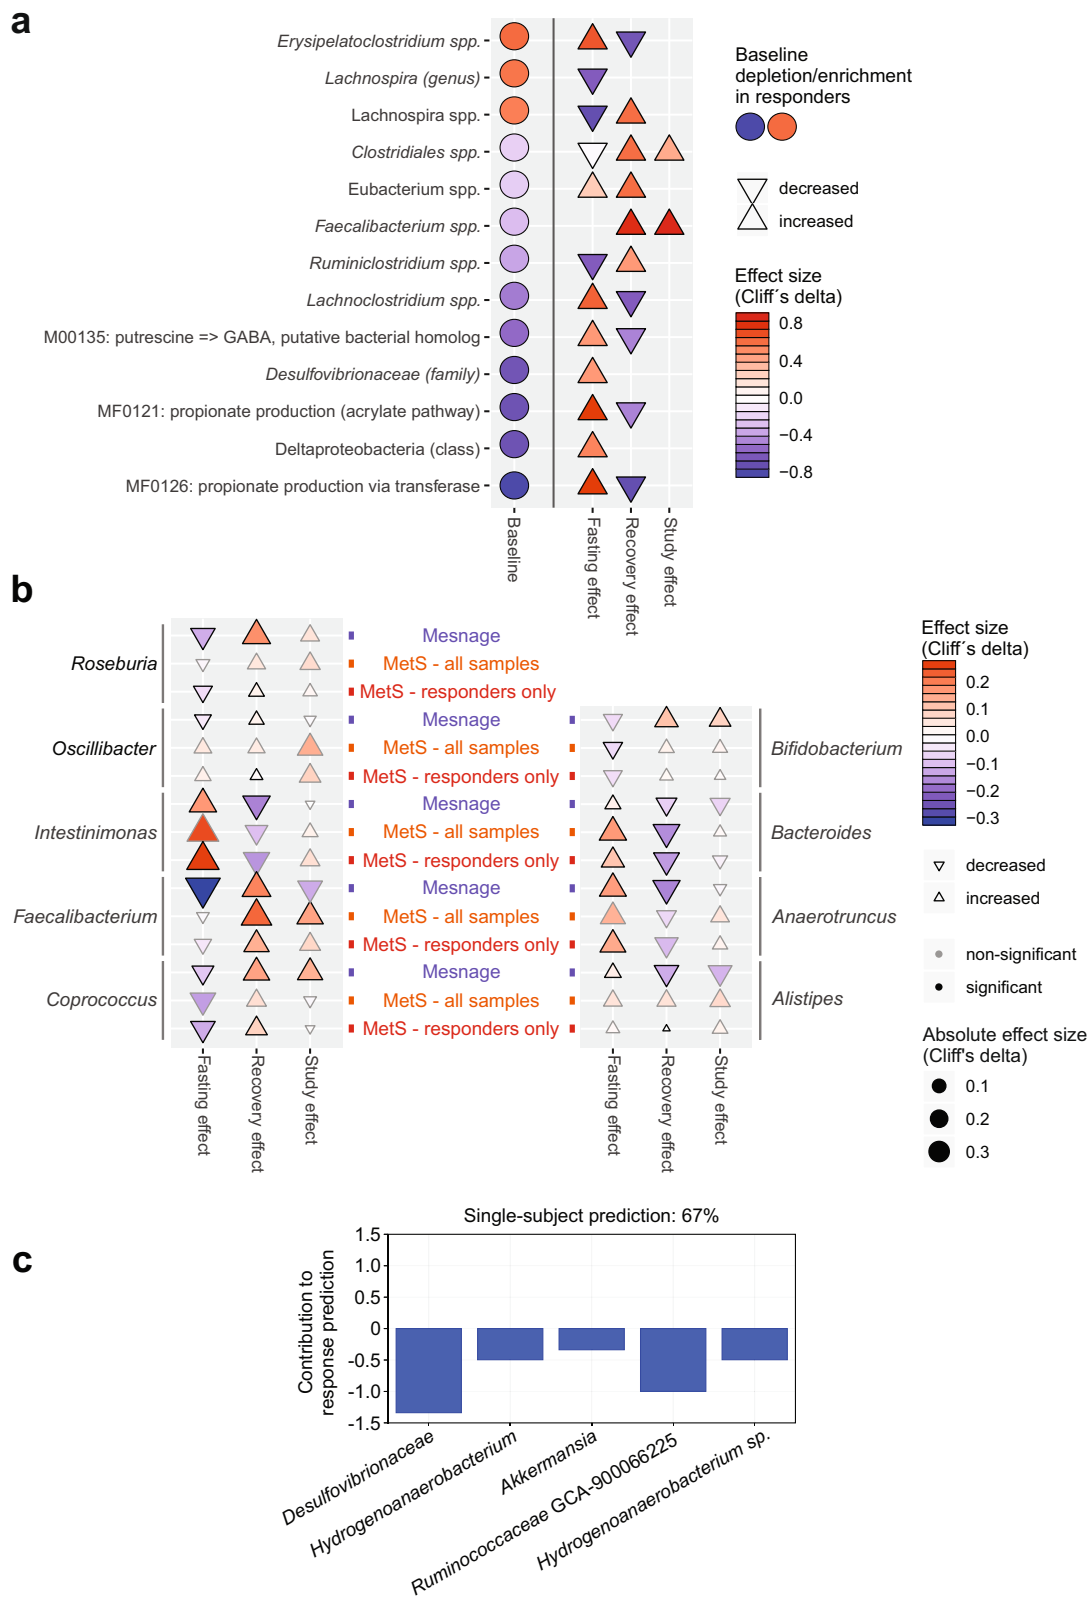 a
Erysipelatoclostridium spp.
Lachnospira (genus)
Lachnospira spp.
Clostridiales spp.
Eubacterium spp.
Faecalibacterium spp.
Ruminiclostridium spp.
Lachnoclostridium spp.
M00135: putrescine => GABA, putative bacterial homolog
Desulfovibrionaceae (family)
MF0121: propionate production (acrylate pathway)
Deltaproteobacteria (class)
MF0126: propionate production via transferase
Baseline
Fasting effect
Recovery effect
Study effect
Baseline
depletion/enrichment
in responders
decreased
increased
Effect size
(Cliff´s delta)
0.8
0.4
0.0
−0.4
−0.8
b
Roseburia
Oscillibacter
Intestinimonas
Faecalibacterium
Coprococcus
Mesnage
MetS - all samples
MetS - responders only
Mesnage
MetS - all samples
MetS - responders only
Mesnage
MetS - all samples
MetS - responders only
Mesnage
MetS - all samples
MetS - responders only
Mesnage
MetS - all samples
MetS - responders only
Bifidobacterium
Bacteroides
Anaerotruncus
Alistipes
Fasting effect
Recovery effect
Study effect
Fasting effect
Recovery effect
Study effect
Effect size
(Cliff´s delta)
0.2
0.1
0.0
−0.1
−0.2
−0.3
decreased
increased
non-significant
significant
Absolute effect size
(Cliff's delta)
0.1
0.2
0.3
c
Single-subject prediction: 67%
Contribution to
response prediction
1.5
1.0
0.5
0
-0.5
-1.0
-1.5
Desulfovibrionaceae
Hydrogenoanaerobacterium
Akkermansia
Ruminococcaceae GCA-900066225
Hydrogenoanaerobacterium sp.